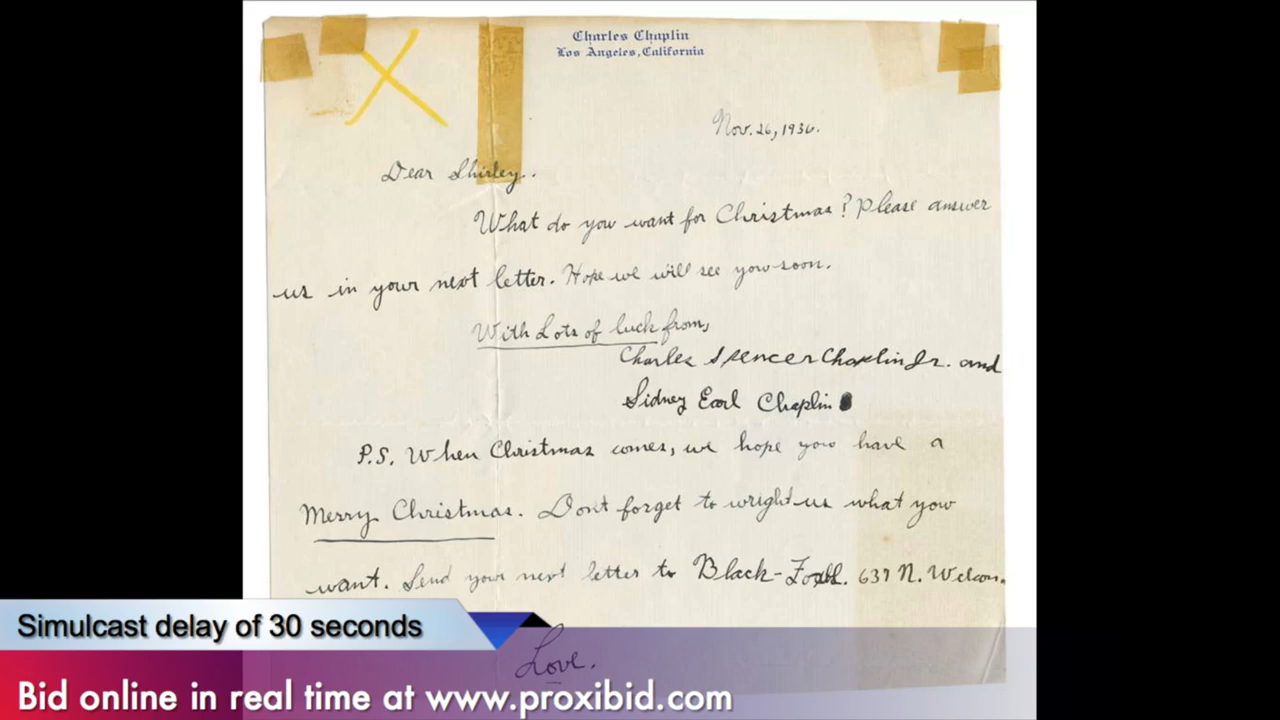 Charles Chaplin
Los Angeles, California
Nov. 26, 1936.
Dear Shirley..
What do you want for Christmas? Please answer
us in your next letter. Hope we will see you soon.
With Lots of luck from,
Charles Spencer Chaplin Jr. and
Sidney Earl Chaplin
P.S. When Christmas comes, we hope you have a
Merry Christmas. Dont forget to wright us what you
want. Send your next letter to Black-Foxe. 637 N. Wilcox.
Love.
Simulcast delay of 30 seconds
Bid online in real time at www.proxibid.com